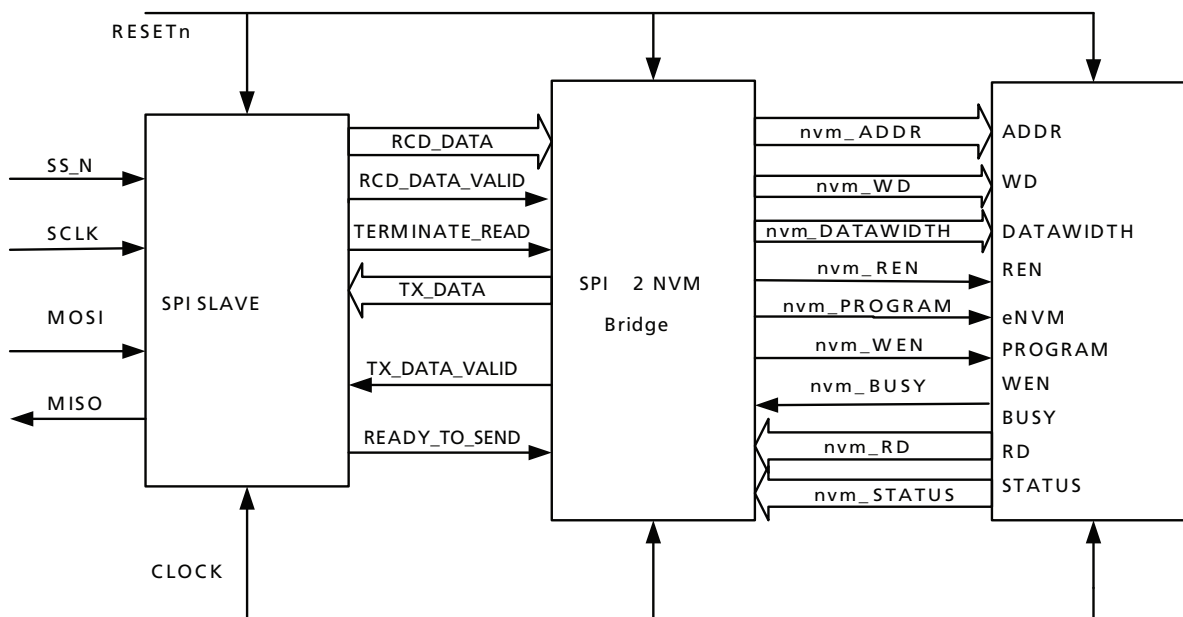 RESETn
SS_N
SCLK
MOSI
MISO
SPI SLAVE
CLOCK
RCD_DATA
RCD_DATA_VALID
TERMINATE_READ
TX_DATA
TX_DATA_VALID
READY_TO_SEND
SPI 2 NVM
Bridge
nvm_ADDR
nvm_WD
nvm_DATAWIDTH
nvm_REN
nvm_PROGRAM
nvm_WEN
nvm_BUSY
nvm_RD
nvm_STATUS
ADDR
WD
DATAWIDTH
REN
eNVM
PROGRAM
WEN
BUSY
RD
STATUS